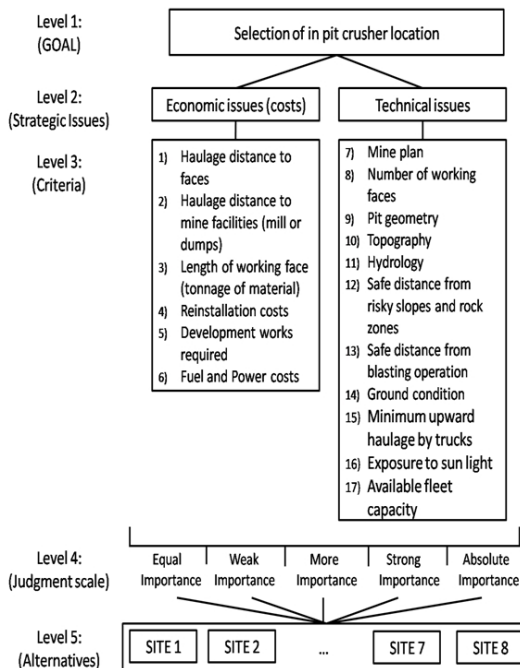 Level 1:
(GOAL)
Selection of in pit crusher location
Level 2:
(Strategic Issues)
Economic issues (costs)
Technical issues
Level 3:
(Criteria)
1) Haulage distance to
faces
2) Haulage distance to
mine facilities (mill or
dumps)
3) Length of working face
(tonnage of material)
4) Reinstallation costs
5) Development works
required
6) Fuel and Power costs
7) Mine plan
8) Number of working
faces
9) Pit geometry
10) Topography
11) Hydrology
12) Safe distance from
risky slopes and rock
zones
13) Safe distance from
blasting operation
14) Ground condition
15) Minimum upward
haulage by trucks
16) Exposure to sun light
17) Available fleet
capacity
Level 4:
(Judgment scale)
Equal
Importance
Weak
Importance
More
Importance
Strong
Importance
Absolute
Importance
Level 5:
(Alternatives)
SITE 1
SITE 2
...
SITE 7
SITE 8